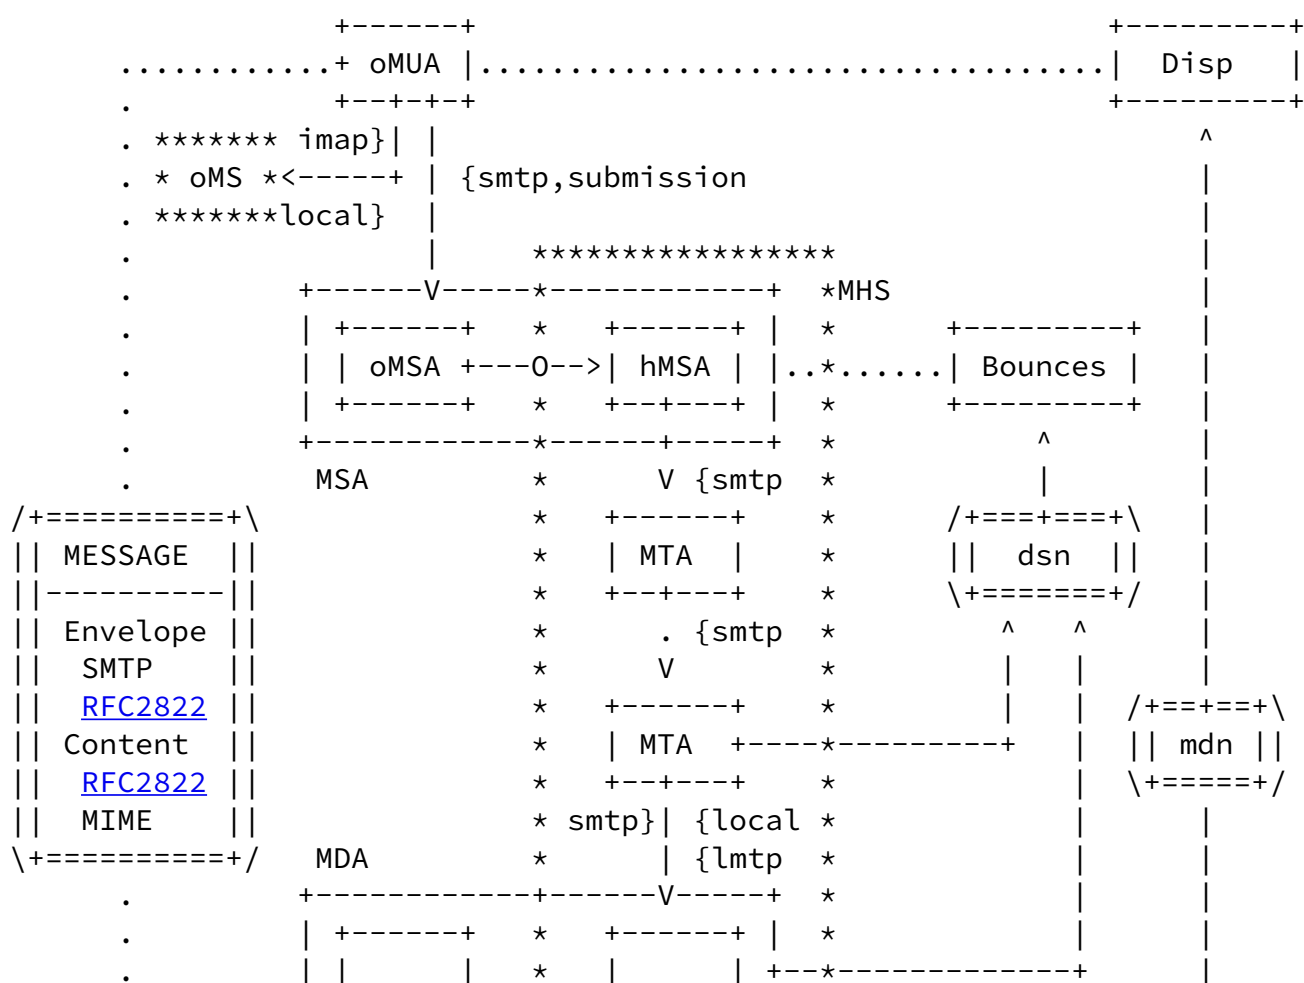 +------+                                    +---------+
      ............+ oMUA |...................................|  Disp   |
      .           +--+-+-+                                    +---------+
      . ******* imap}| |                                           ^
      . * oMS *<-----+ | {smtp,submission                          |
      . *******local}  |                                           |
      .                |     *****************                     |
      .         +------V-----*------------+  *MHS                  |
      .         | +------+   *   +------+ |  *      +---------+    |
      .         | | oMSA +---O-->| hMSA | |..*......| Bounces |    |
      .         | +------+   *   +--+---+ |  *      +---------+    |
      .         +------------*------+-----+  *           ^         |
      .          MSA         *      V {smtp  *           |         |
/+==========+\               *   +------+    *      /+===+===+\    |
|| MESSAGE  ||               *   | MTA  |    *      ||  dsn  ||    |
||----------||               *   +--+---+    *      \+=======+/    |
|| Envelope ||               *      . {smtp  *         ^   ^       |
||  SMTP    ||               *      V        *         |   |       |
||  RFC2822 ||               *   +------+    *         |   |  /+==+==+\
|| Content  ||               *   | MTA  +----*---------+   |  || mdn ||
||  RFC2822 ||               *   +--+---+    *             |  \+=====+/
||  MIME    ||               * smtp}| {local *             |       |
\+==========+/   MDA         *      | {lmtp  *             |       |
      .         +------------+------V-----+  *             |       |
      .         | +------+   *   +------+ |  *             |       |
      .         | |      |   *   |      | +--*-------------+       |